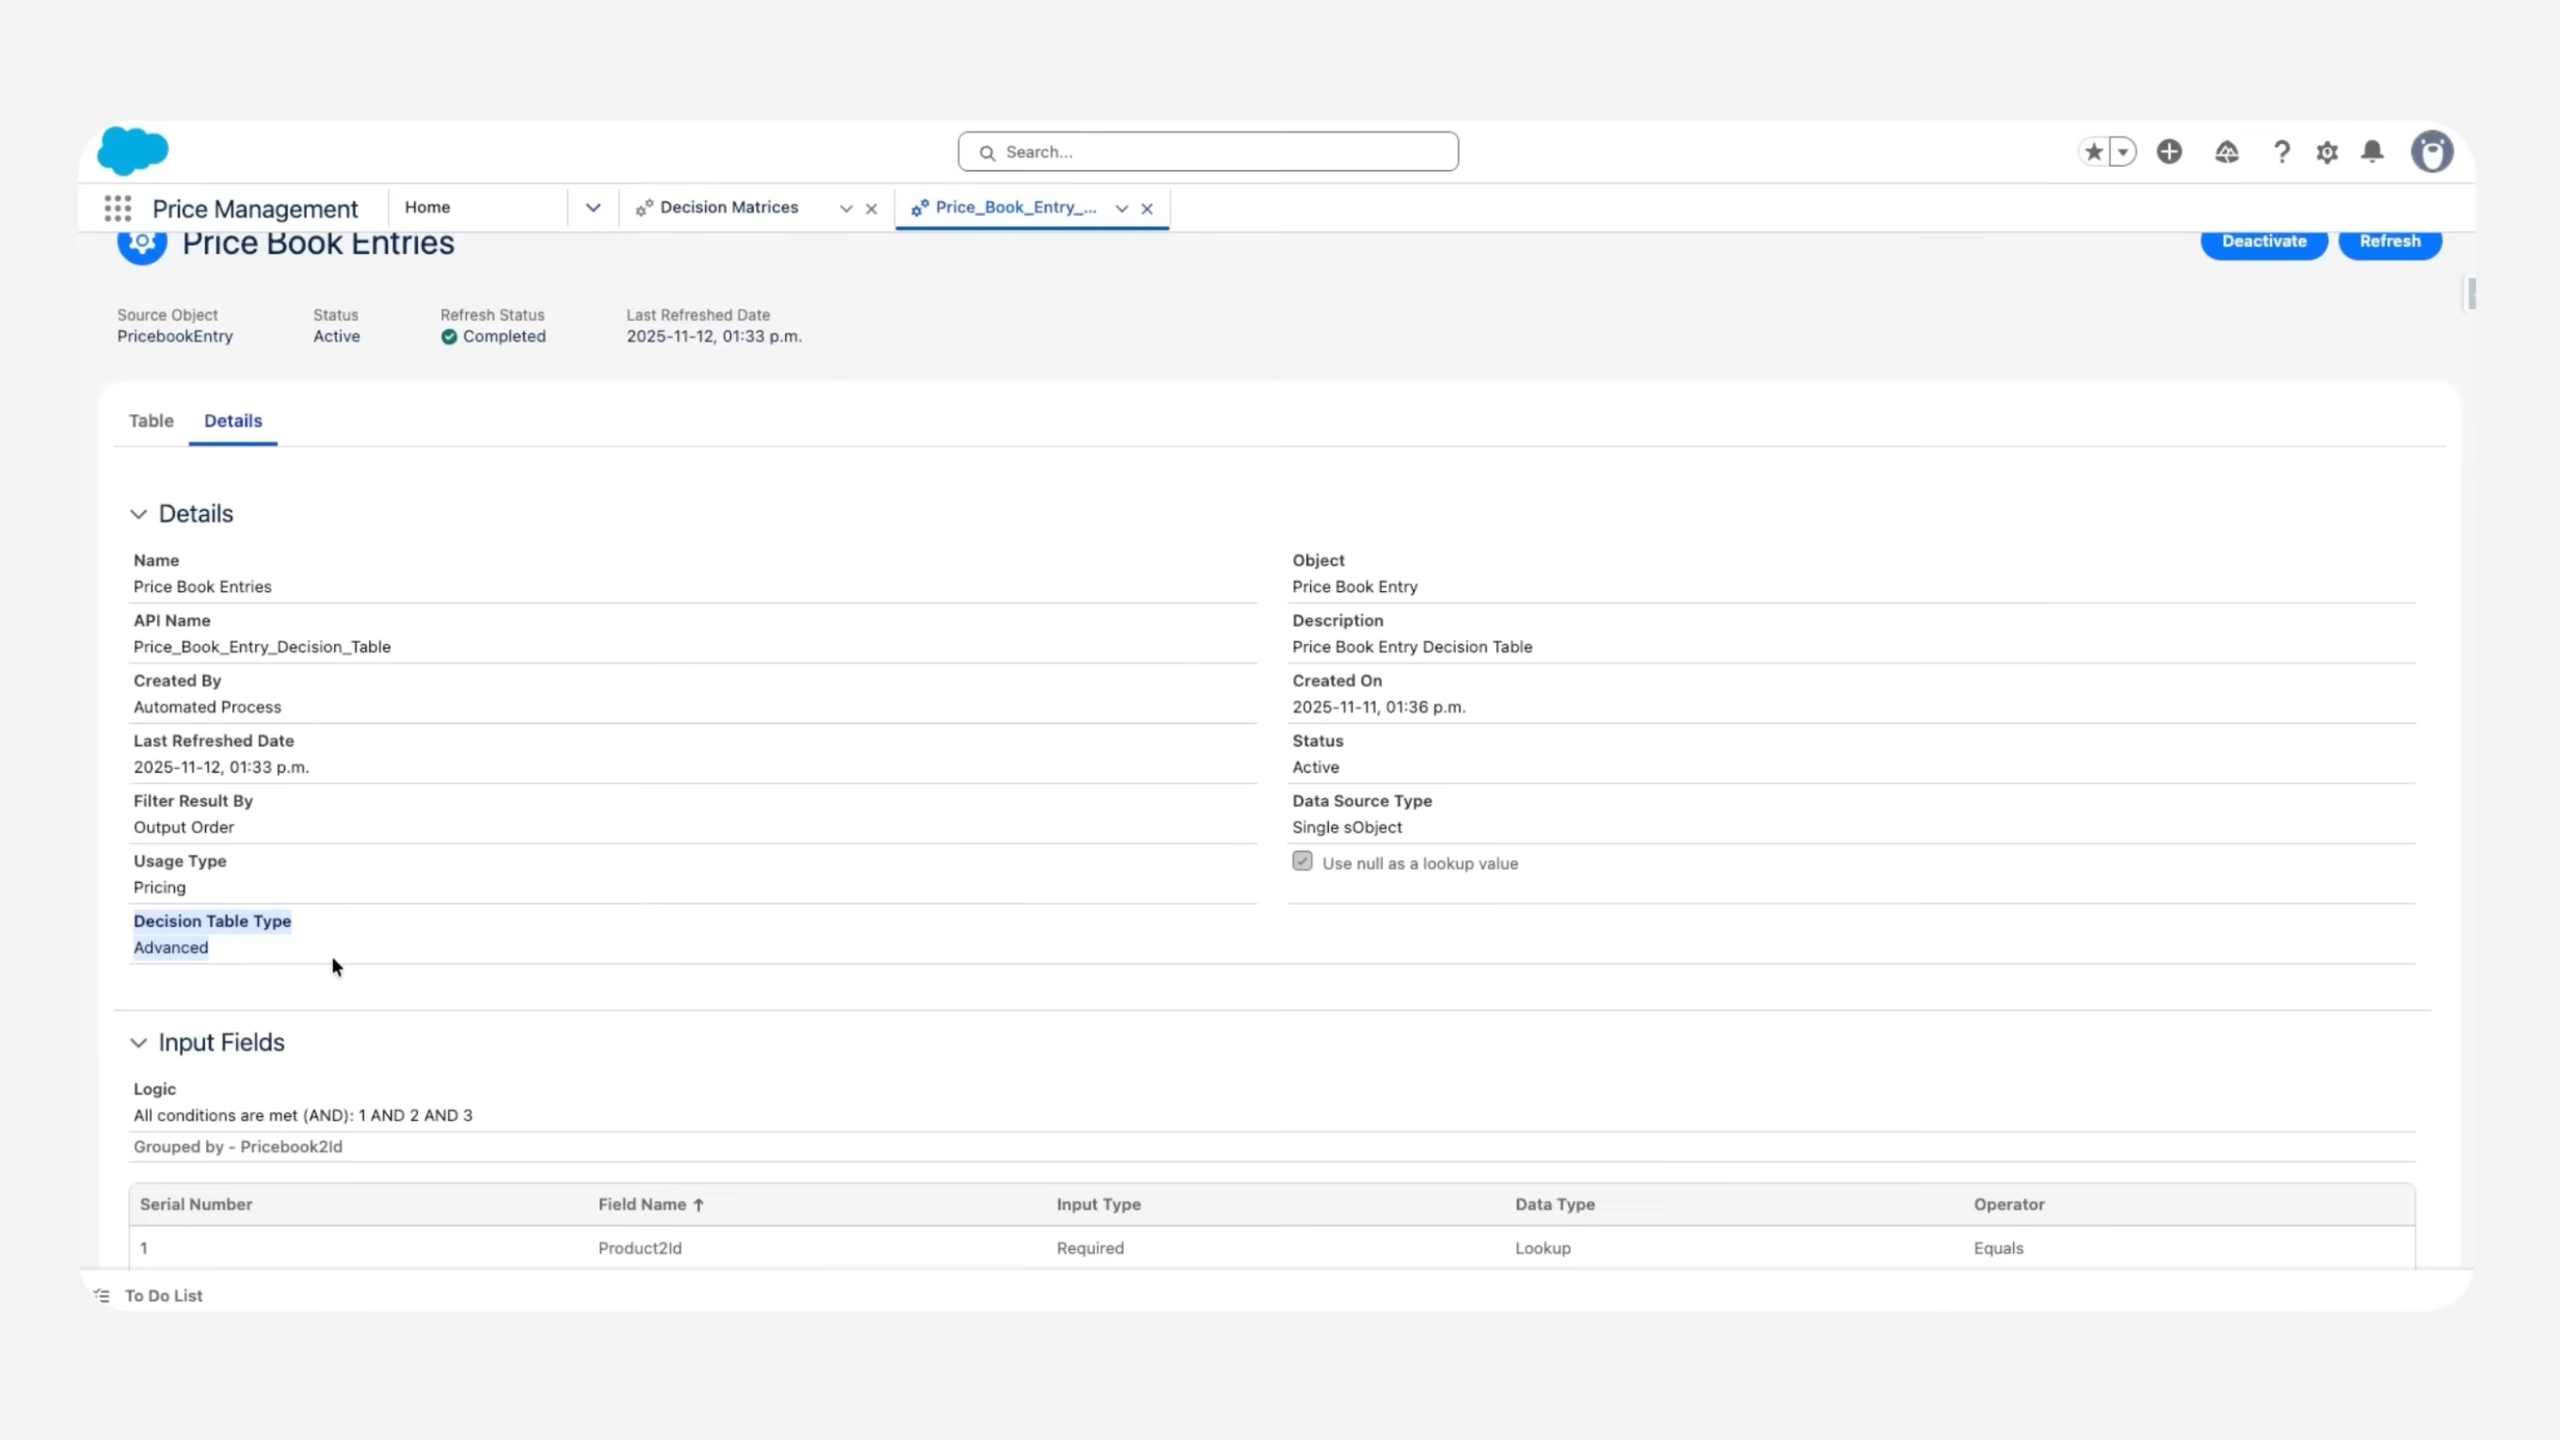 Search...
Price Management
Home
Decision Matrices
Price_Book_Entry_...
Price Book Entries
Deactivate
Refresh
Source Object
PricebookEntry
Status
Active
Refresh Status
Completed
Last Refreshed Date
2025-11-12, 01:33 p.m.
Table
Details
Details
Name
Price Book Entries
Object
Price Book Entry
API Name
Price_Book_Entry_Decision_Table
Description
Price Book Entry Decision Table
Created By
Automated Process
Created On
2025-11-11, 01:36 p.m.
Last Refreshed Date
2025-11-12, 01:33 p.m.
Status
Active
Filter Result By
Output Order
Data Source Type
Single sObject
Usage Type
Pricing
Use null as a lookup value
Decision Table Type
Advanced
Input Fields
Logic
All conditions are met (AND): 1 AND 2 AND 3
Grouped by - Pricebook2Id
Serial Number Field Name ↑ Input Type Data Type Operator
1 Product2Id Required Lookup Equals
To Do List